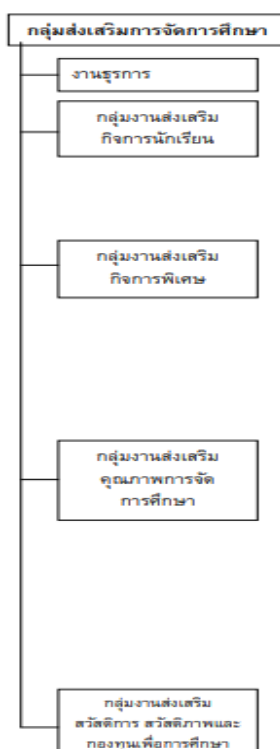 กลุ่มส่งเสริมการจัดการศึกษา
งานธุรการ
กลุ่มงานส่งเสริม
กิจการนักเรียน
กลุ่มงานส่งเสริม
กิจการพิเศษ
กลุ่มงานส่งเสริม
คุณภาพการจัด
การศึกษา
กลุ่มงานส่งเสริม
สวัสดิการ สวัสดิภาพและ
กองทุนเพื่อการศึกษา